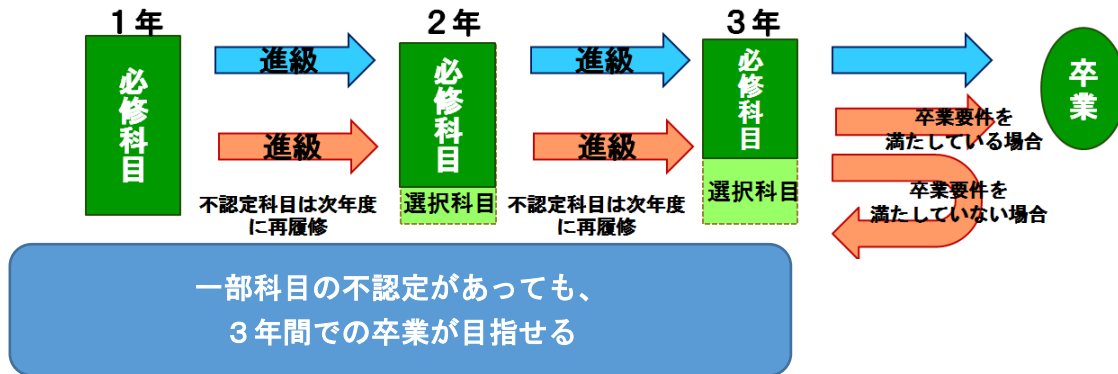 １年
２年
３年
必修科目
進級
必修科目
進級
必修科目
卒業
進級
進級
卒業要件を
満たしている場合
選択科目
選択科目
不認定科目は次年度
に再履修
不認定科目は次年度
に再履修
卒業要件を
満たしていない場合
一部科目の不認定があっても、
３年間での卒業が目指せる